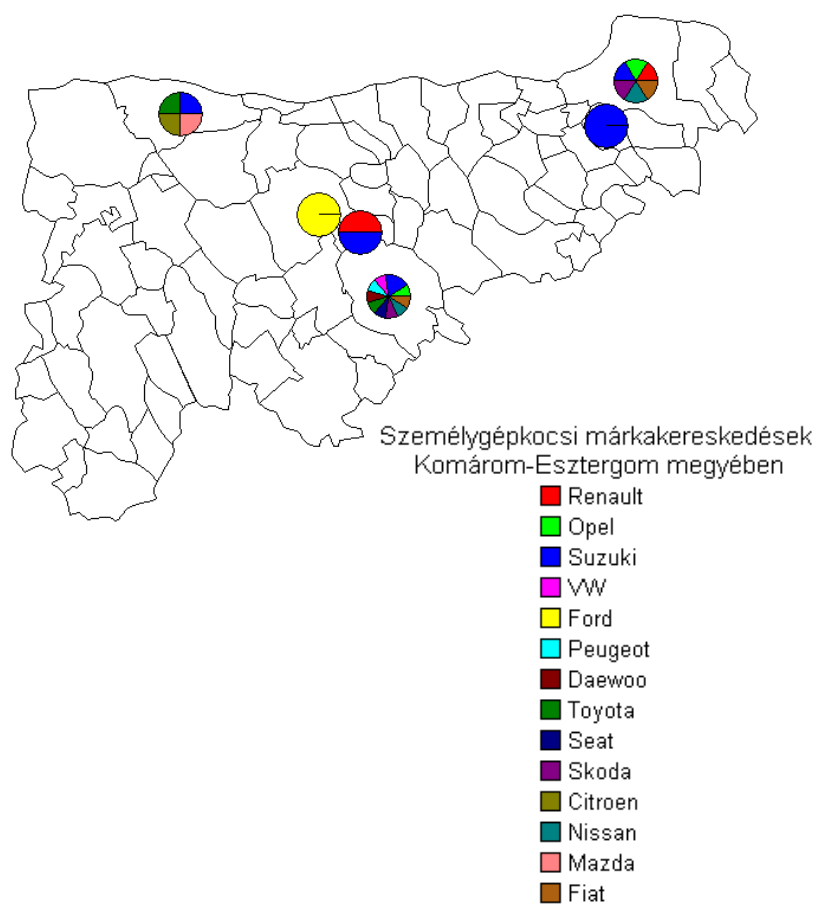 Személygépkocsi márkakereskedések
Komárom-Esztergom megyében
Renault
Opel
Suzuki
VW
Ford
Peugeot
Daewoo
Toyota
Seat
Skoda
Citroen
Nissan
Mazda
Fiat